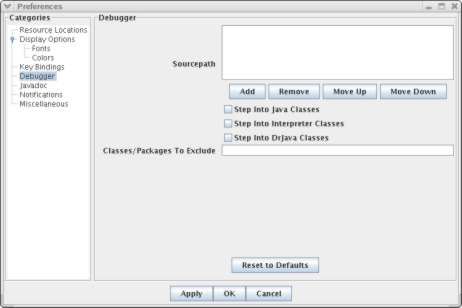 Preferences
Categories
Resource Locations
Display Options
Fonts
Colors
Key Bindings
Debugger
Javadoc
Notifications
Miscellaneous
Debugger
Sourcepath
Add Remove Move Up Move Down
Step Into Java Classes
Step Into Interpreter Classes
Step Into DrJava Classes
Classes/Packages To Exclude
Reset to Defaults
Apply OK Cancel